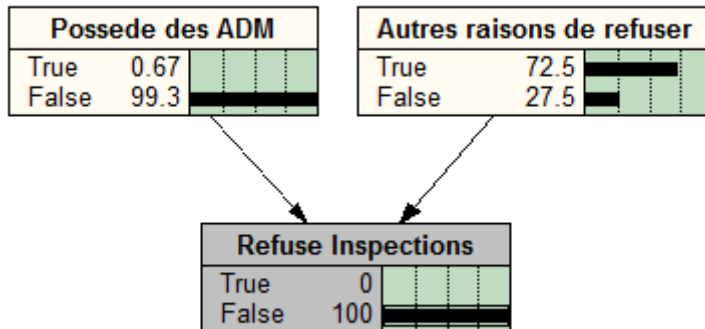 Possede des ADM
True 0.67
False 99.3
Autres raisons de refuser
True 72.5
False 27.5
Refuse Inspections
True 0
False 100